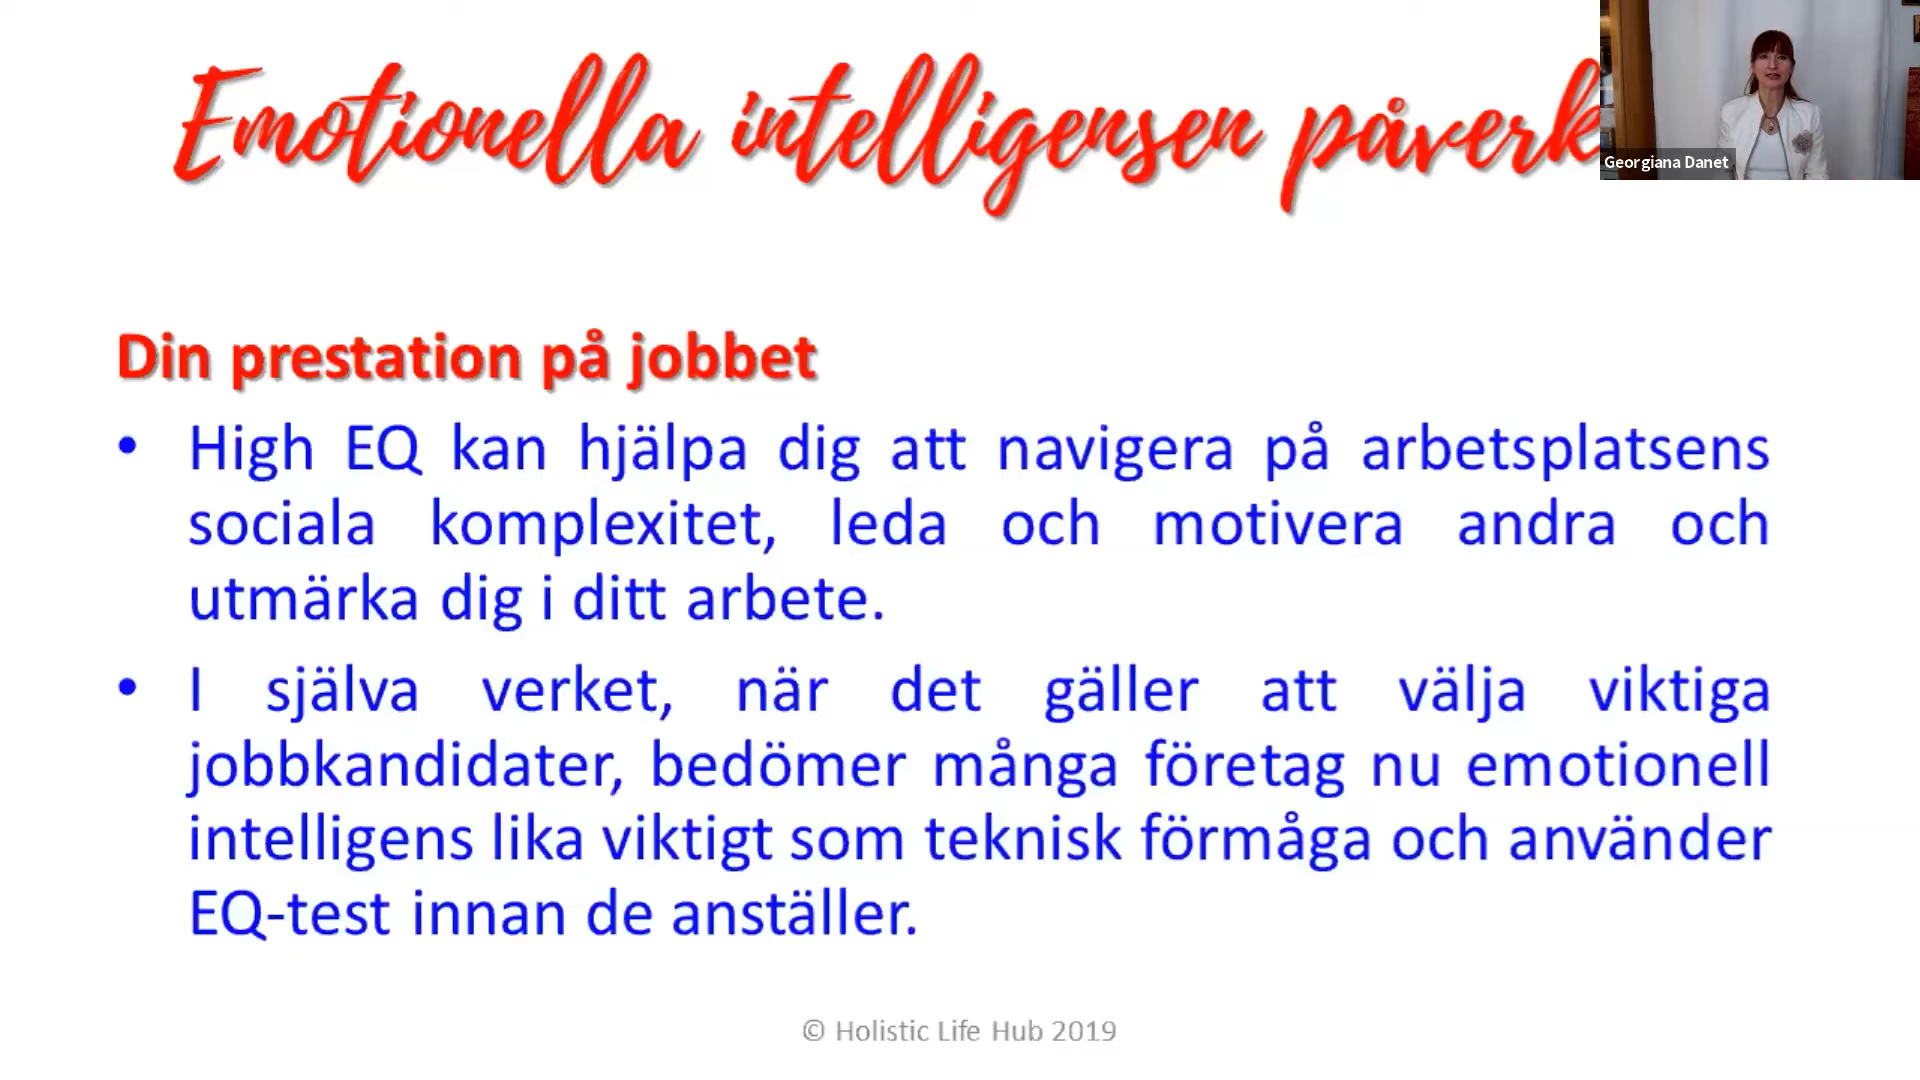 Emotionella intelligensen påverk
Georgiana Danet
Din prestation på jobbet
• High EQ kan hjälpa dig att navigera på arbetsplatsens
sociala komplexitet, leda och motivera andra och
utmärka dig i ditt arbete.
• I själva verket, när det gäller att välja viktiga
jobbkandidater, bedömer många företag nu emotionell
intelligens lika viktigt som teknisk förmåga och använder
EQ-test innan de anställer.
© Holistic Life Hub 2019